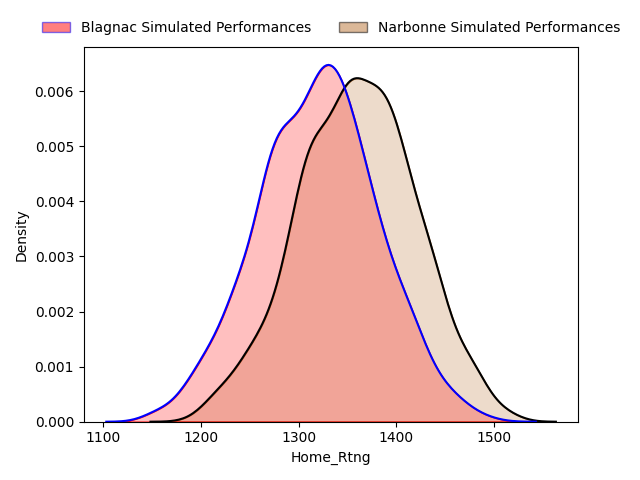 Blagnac Simulated Performances Narbonne Simulated Performances
0.006
0.005
0.004
0.003
0.002
0.001
0.000
Density
1100 1200 1300 1400 1500
Home_Rtng